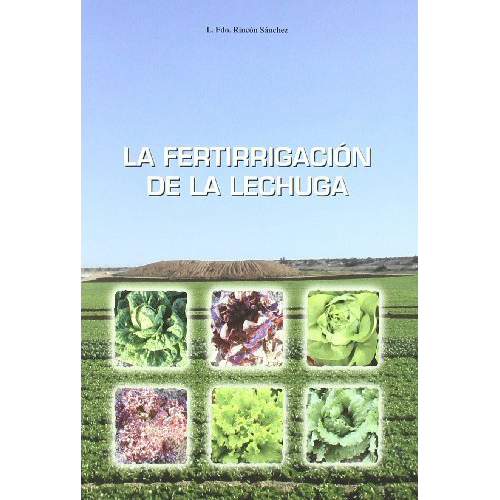 L. Fdo. Rincón Sánchez
LA FERTIRRIGACIÓN
DE LA LECHUGA